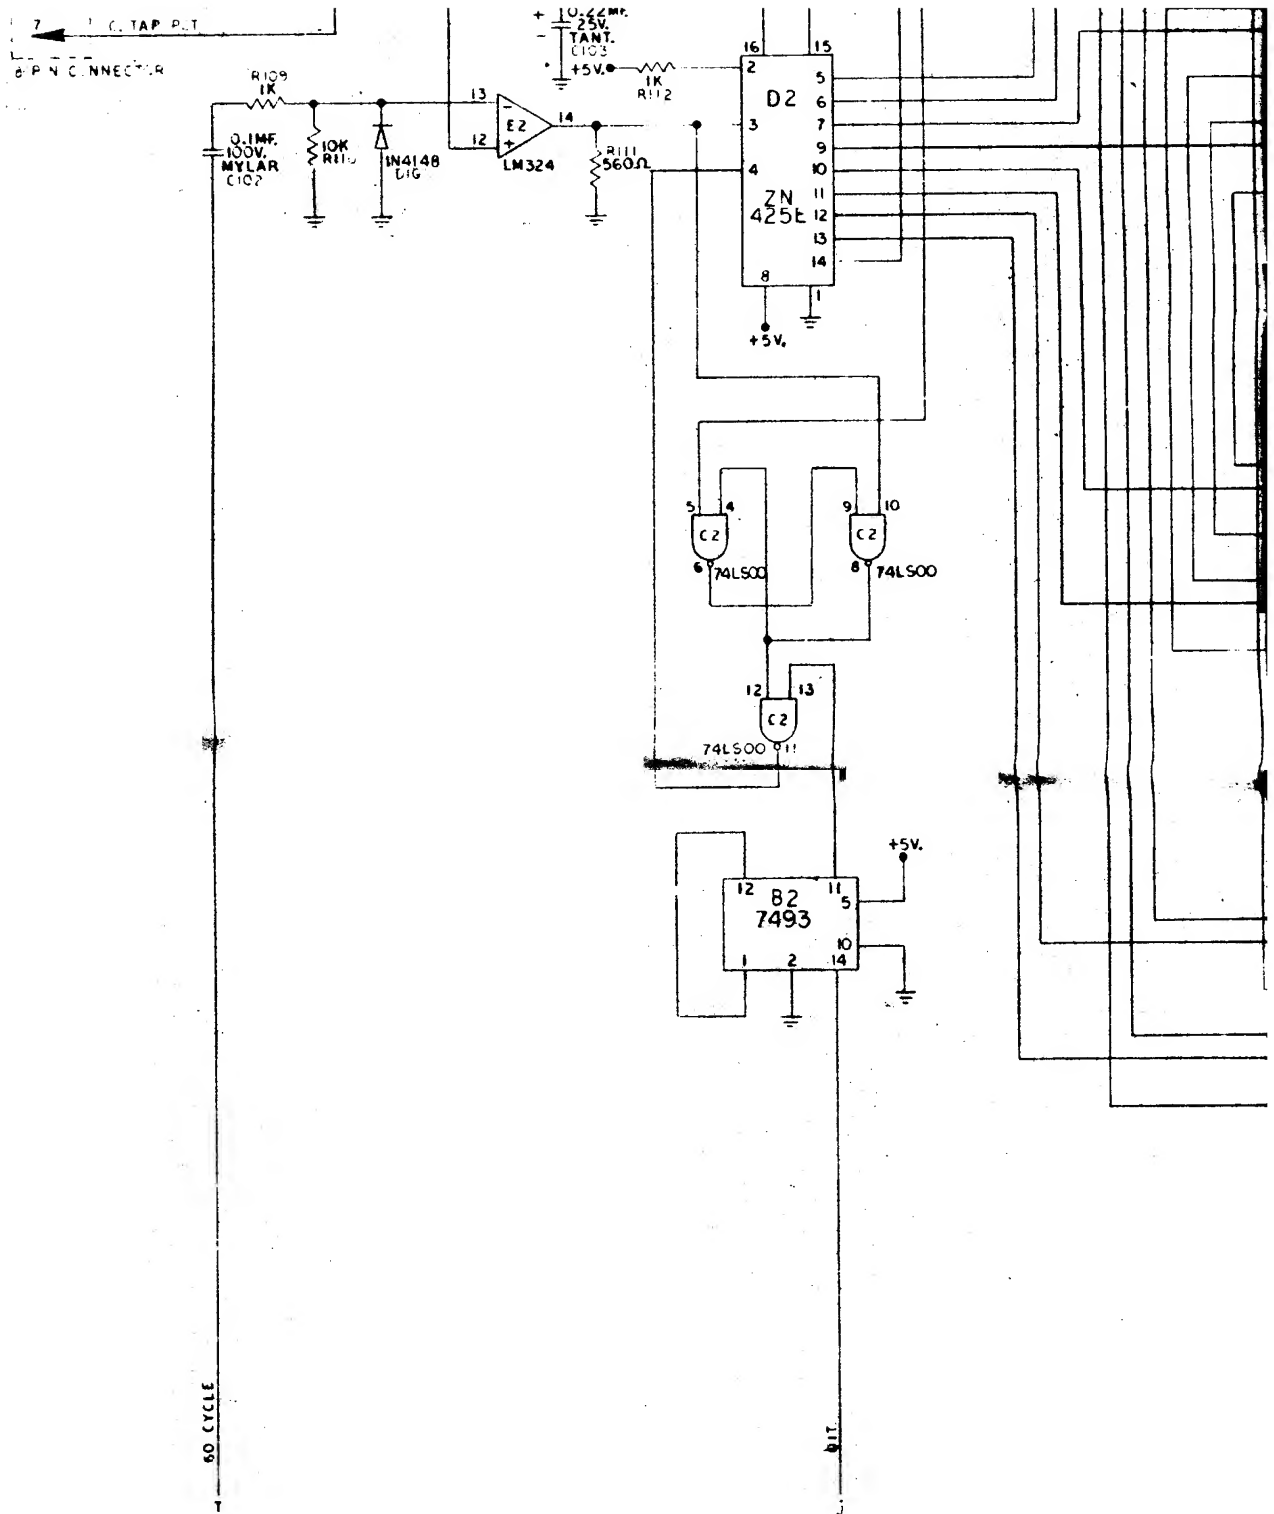 7
TAP
8 PIN CONNECTOR
R109
1K
0.1MF.
100V.
MYLAR
C102
10K
R110
1N4148
13
12
−
+
E2
14
LM324
+
−
0.22MF.
25V.
TANT.
C103
+5V.
1K
R112
R111
560Ω
16
15
2
3
4
D2
ZN
425E
5
6
7
9
10
11
12
13
14
8
1
+5V.
5
4
C2
6
74LS00
9
10
C2
8
74LS00
12
13
C2
74LS00
11
12
11
B2
7493
5
10
1
2
14
+5V.
60 CYCLE
T
Ø1T
J